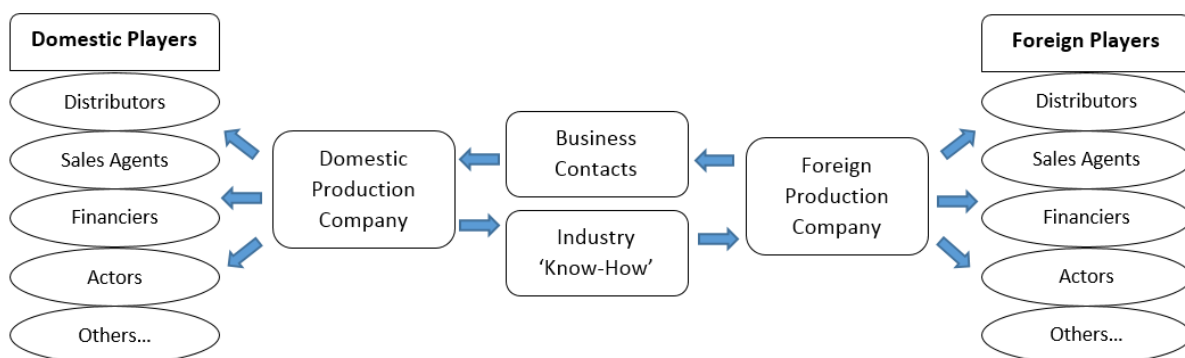 Domestic Players
Distributors
Sales Agents
Financiers
Actors
Others...
Domestic
Production
Company
Business
Contacts
Industry
‘Know-How’
Foreign
Production
Company
Foreign Players
Distributors
Sales Agents
Financiers
Actors
Others...